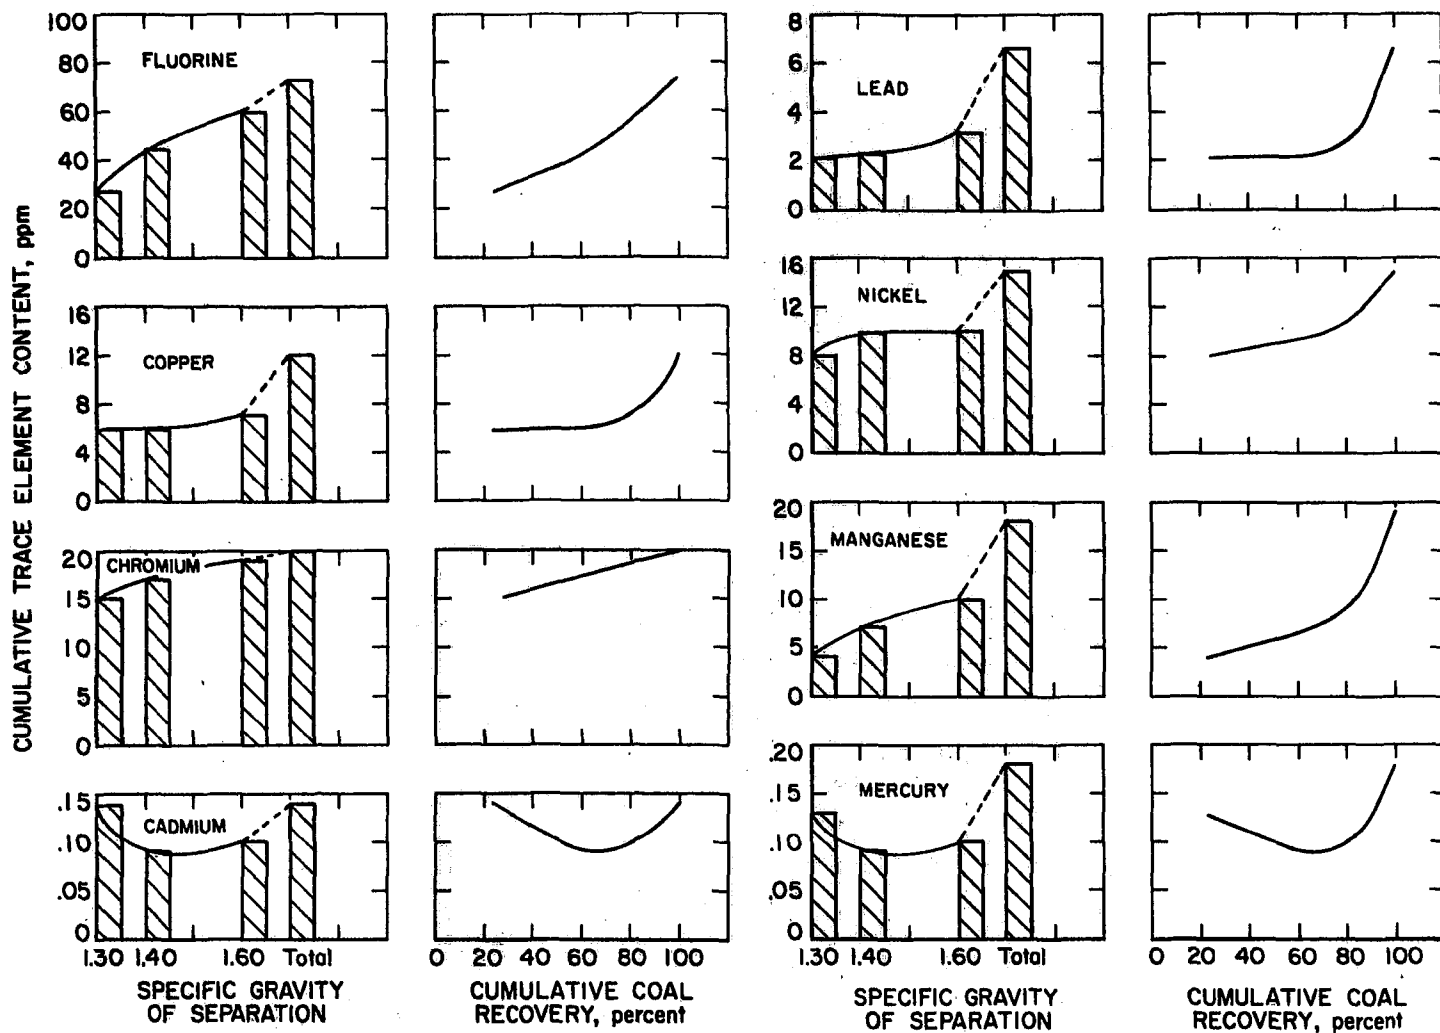 CUMULATIVE TRACE ELEMENT CONTENT, ppm
100
80
60
40
20
0
FLUORINE
16
12
8
4
0
COPPER
20
15
10
5
0
CHROMIUM
.15
.10
.05
0
CADMIUM
1.30 1.40 1.60 Total
SPECIFIC GRAVITY
OF SEPARATION
0 20 40 60 80 100
CUMULATIVE COAL
RECOVERY, percent
8
6
4
2
0
LEAD
16
12
8
4
0
NICKEL
20
15
10
5
0
MANGANESE
.20
.15
.10
.05
0
MERCURY
1.30 1.40 1.60 Total
SPECIFIC GRAVITY
OF SEPARATION
0 20 40 60 80 100
CUMULATIVE COAL
RECOVERY, percent